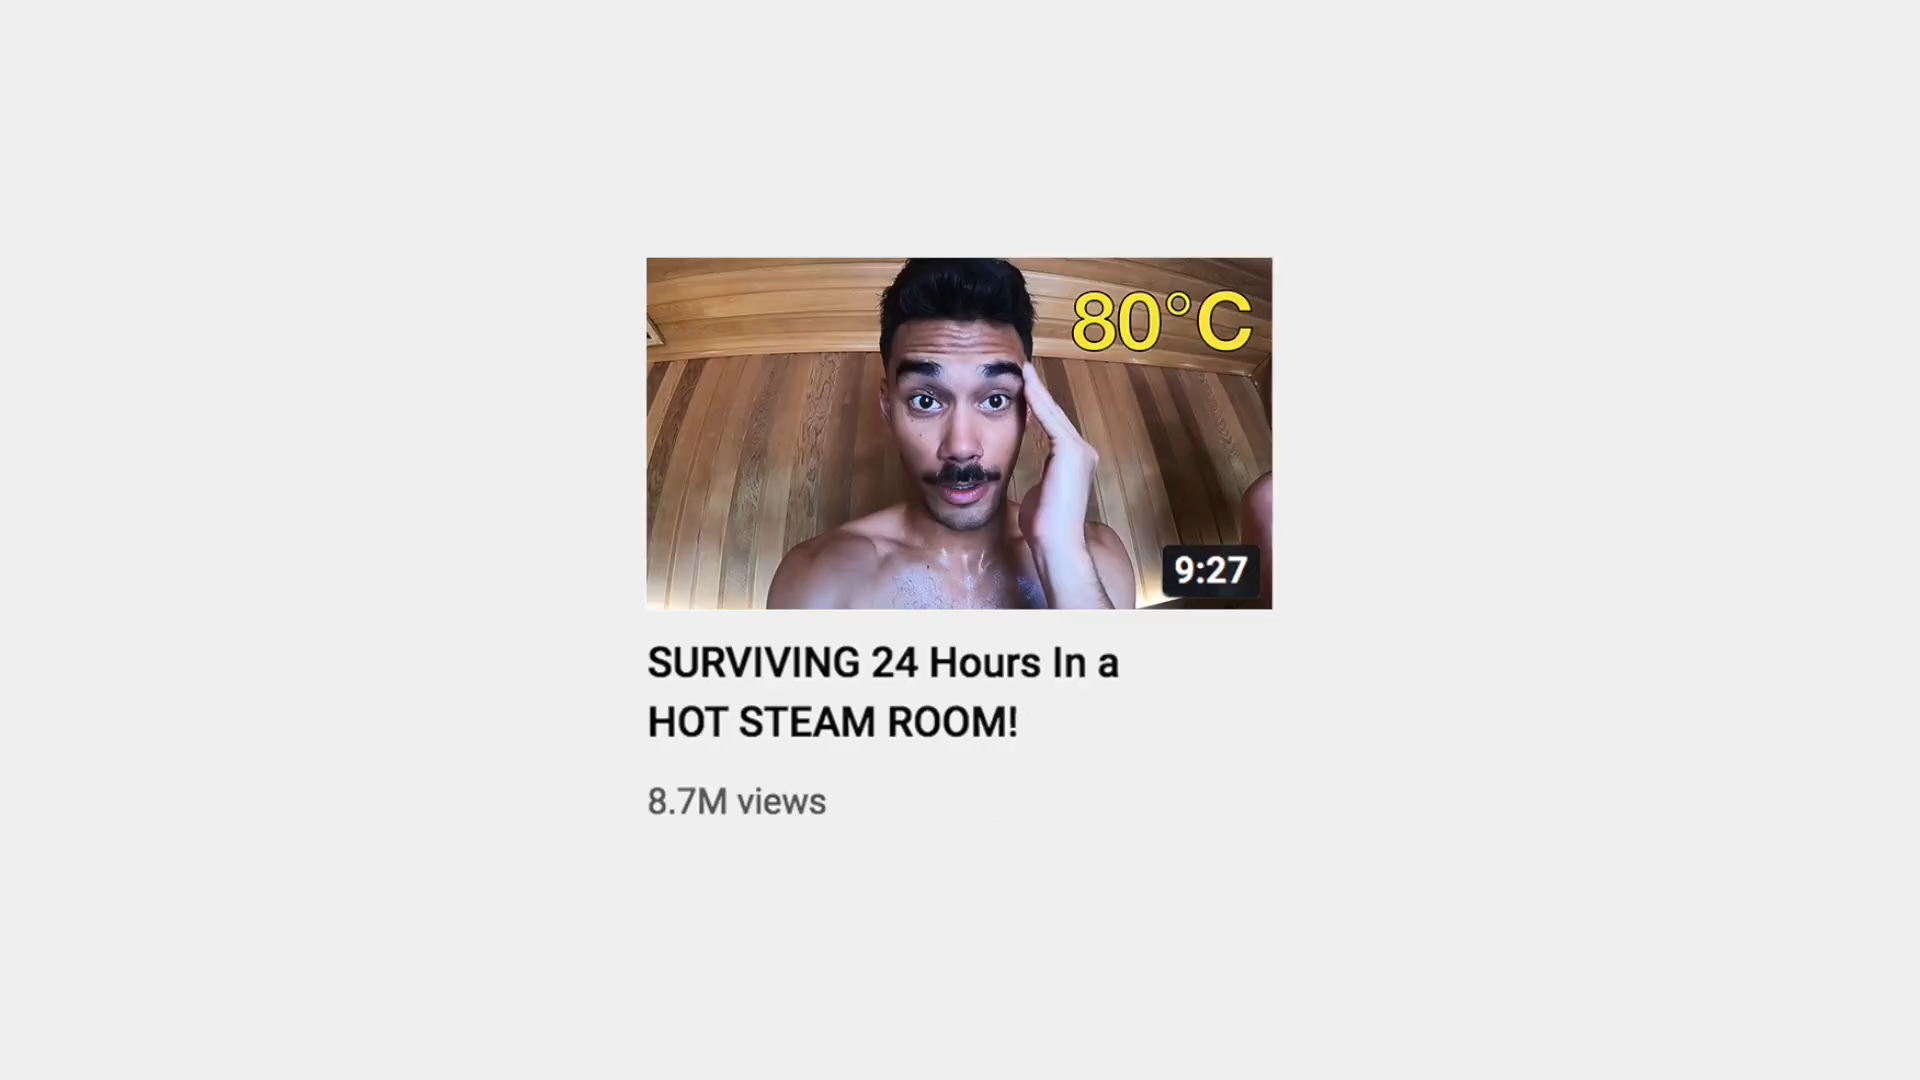 80°C
9:27
SURVIVING 24 Hours In a
HOT STEAM ROOM!
8.7M views